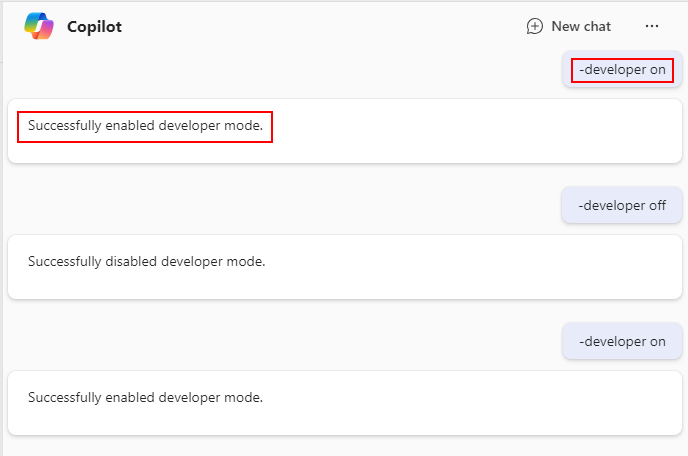 Copilot
New chat
-developer on
Successfully enabled developer mode.
-developer off
Successfully disabled developer mode.
-developer on
Successfully enabled developer mode.